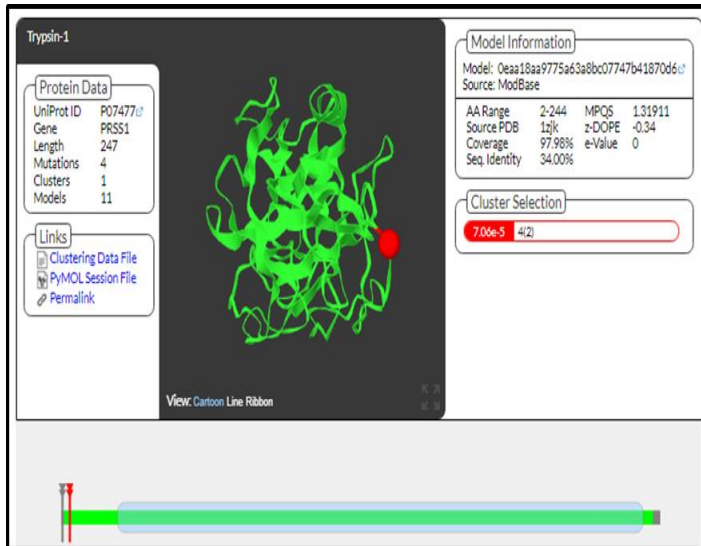 Trypsin-1
Protein Data
UniProt ID P07477
Gene PRSS1
Length 247
Mutations 4
Clusters 1
Models 11
Links
Clustering Data File
PyMOL Session File
Permalink
View: Cartoon Line Ribbon
Model Information
Model: 0eaa18aa9775a63a8bc07747b41870d6
Source: ModBase
AA Range 2-244 MPQS 1.31911
Source PDB 1zjk z-DOPE -0.34
Coverage 97.98% e-Value 0
Seq. Identity 34.00%
Cluster Selection
7.06e-5 4(2)